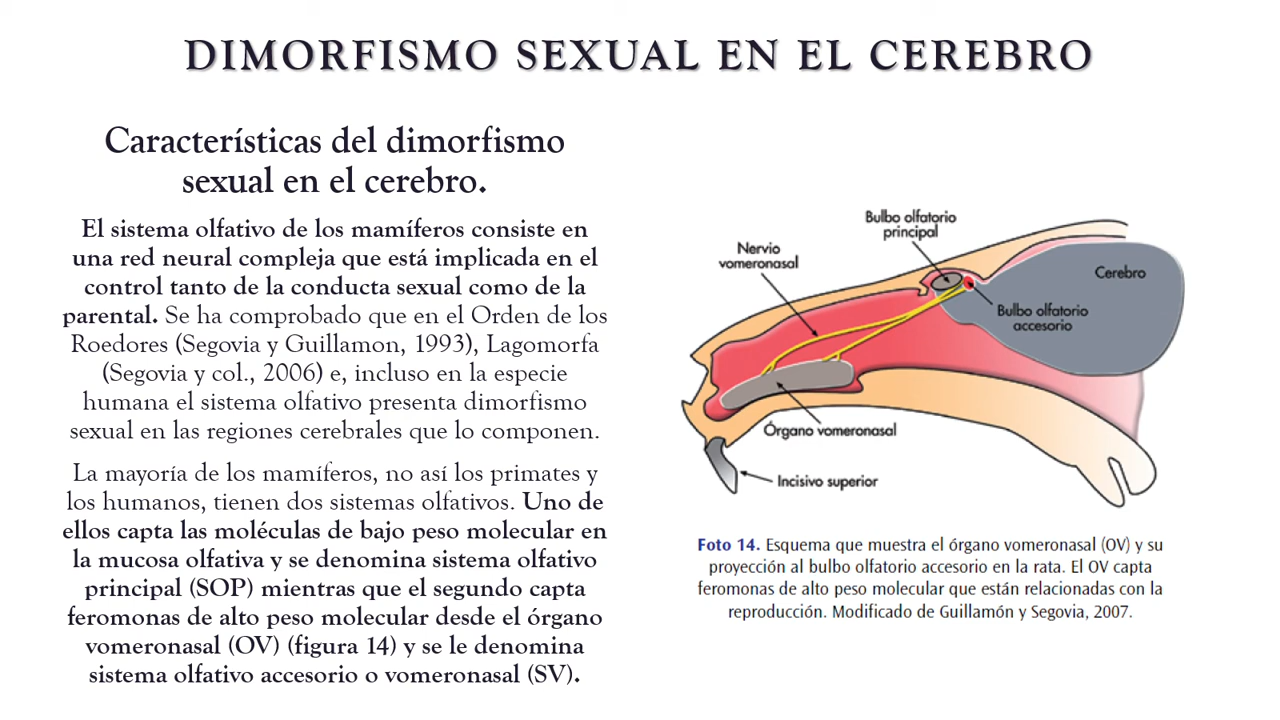 DIMORFISMO SEXUAL EN EL CEREBRO
Características del dimorfismo
sexual en el cerebro.
El sistema olfativo de los mamíferos consiste en
una red neural compleja que está implicada en el
control tanto de la conducta sexual como de la
parental. Se ha comprobado que en el Orden de los
Roedores (Segovia y Guillamon, 1993), Lagomorfa
(Segovia y col., 2006) e, incluso en la especie
humana el sistema olfativo presenta dimorfismo
sexual en las regiones cerebrales que lo componen.
La mayoría de los mamíferos, no así los primates y
los humanos, tienen dos sistemas olfativos. Uno de
ellos capta las moléculas de bajo peso molecular en
la mucosa olfativa y se denomina sistema olfativo
principal (SOP) mientras que el segundo capta
feromonas de alto peso molecular desde el órgano
vomeronasal (OV) (figura 14) y se le denomina
sistema olfativo accesorio o vomeronasal (SV).
Bulbo olfatorio
principal
Nervio
vomeronasal
Cerebro
Bulbo olfatorio
accesorio
Órgano vomeronasal
Incisivo superior
Foto 14. Esquema que muestra el órgano vomeronasal (OV) y su
proyección al bulbo olfatorio accesorio en la rata. El OV capta
feromonas de alto peso molecular que están relacionadas con la
reproducción. Modificado de Guillamón y Segovia, 2007.